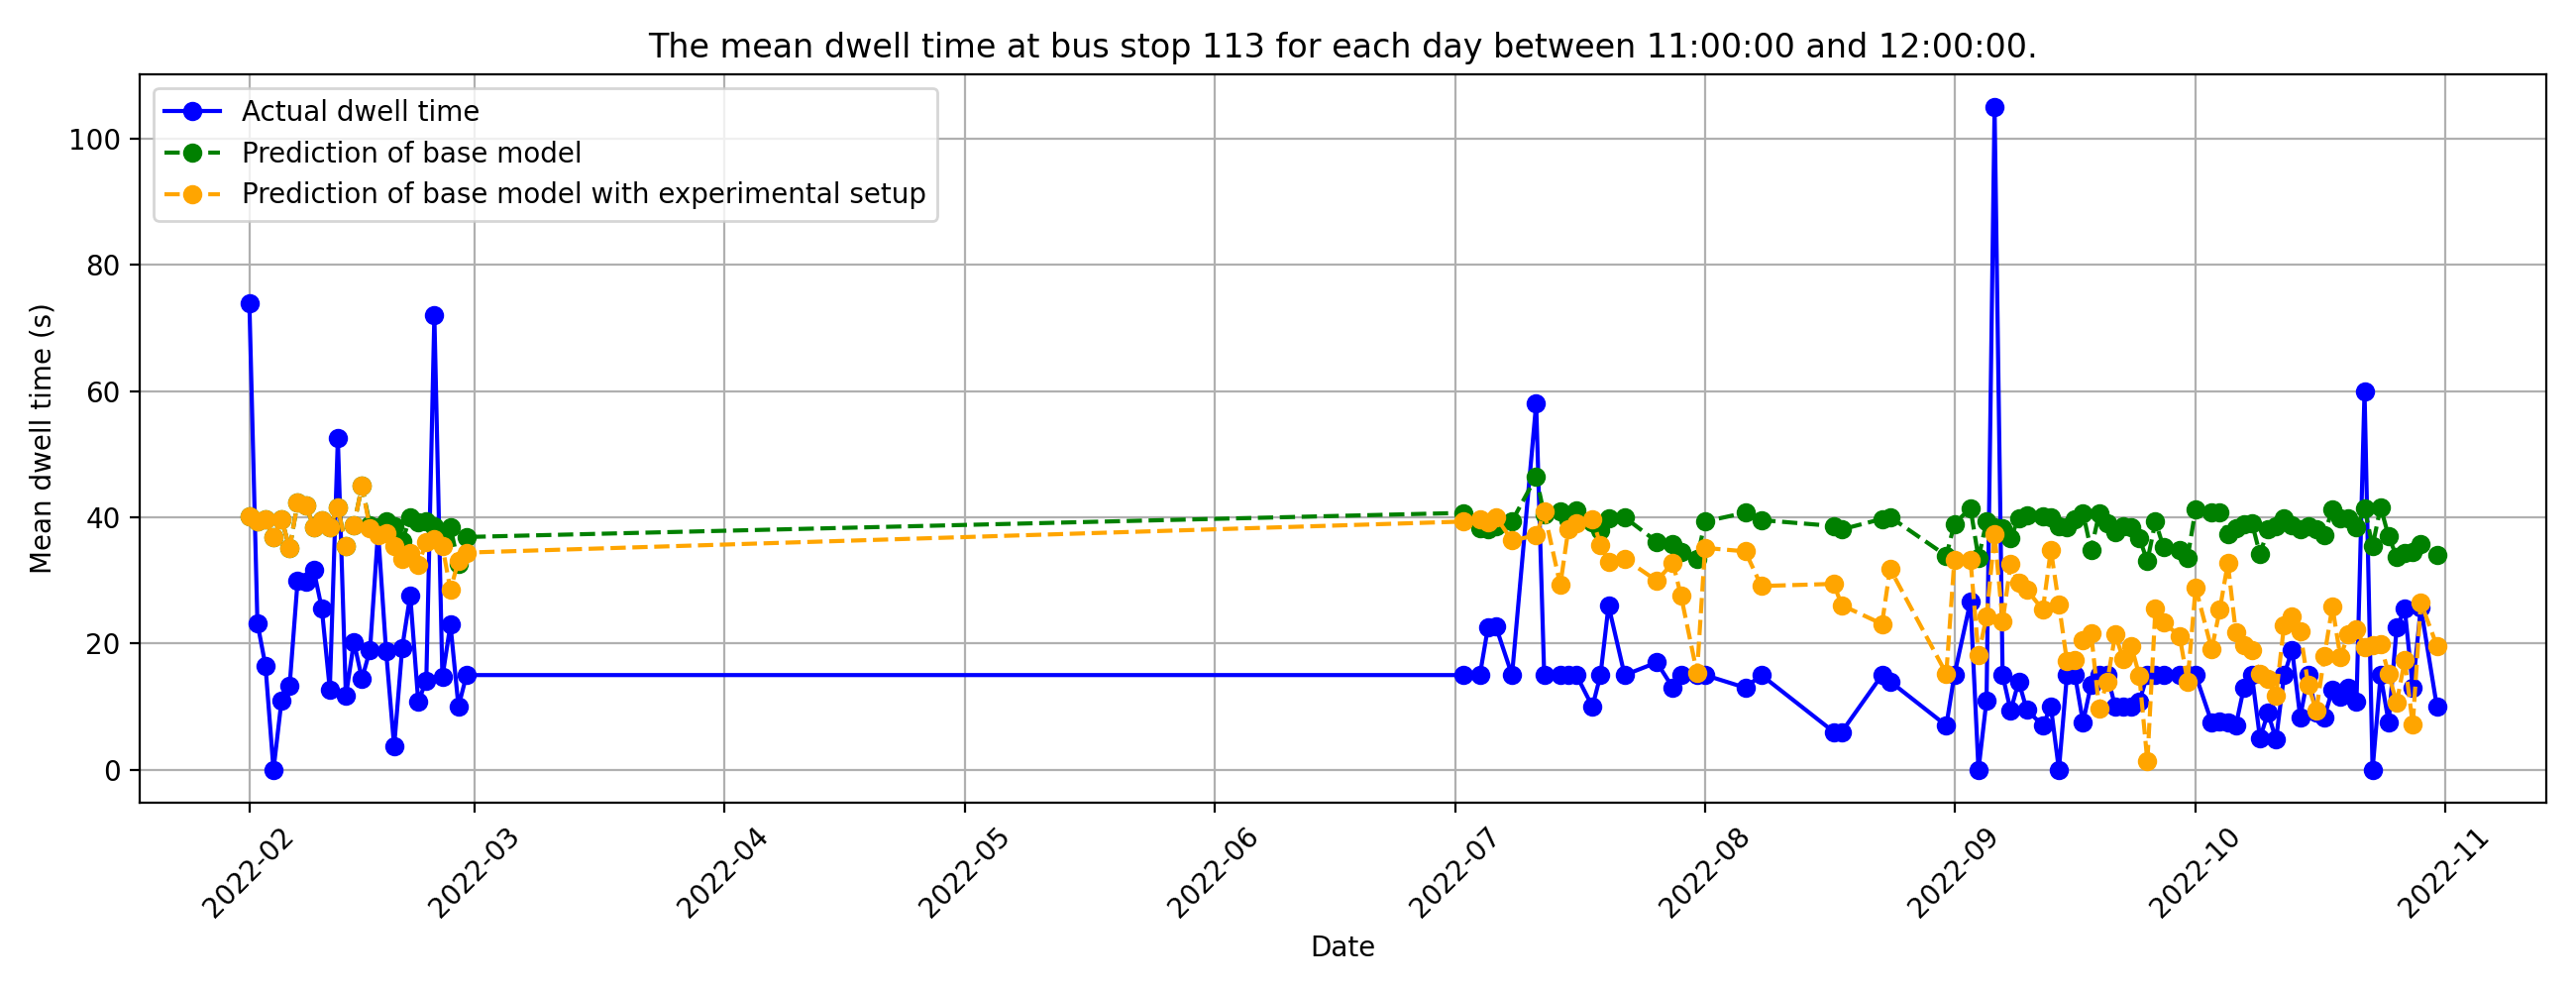 The mean dwell time at bus stop 113 for each day between 11:00:00 and 12:00:00.
Actual dwell time
Prediction of base model
Prediction of base model with experimental setup
Mean dwell time (s)
100
80
60
40
20
0
2022-02
2022-03
2022-04
2022-05
2022-06
2022-07
2022-08
2022-09
2022-10
2022-11
Date